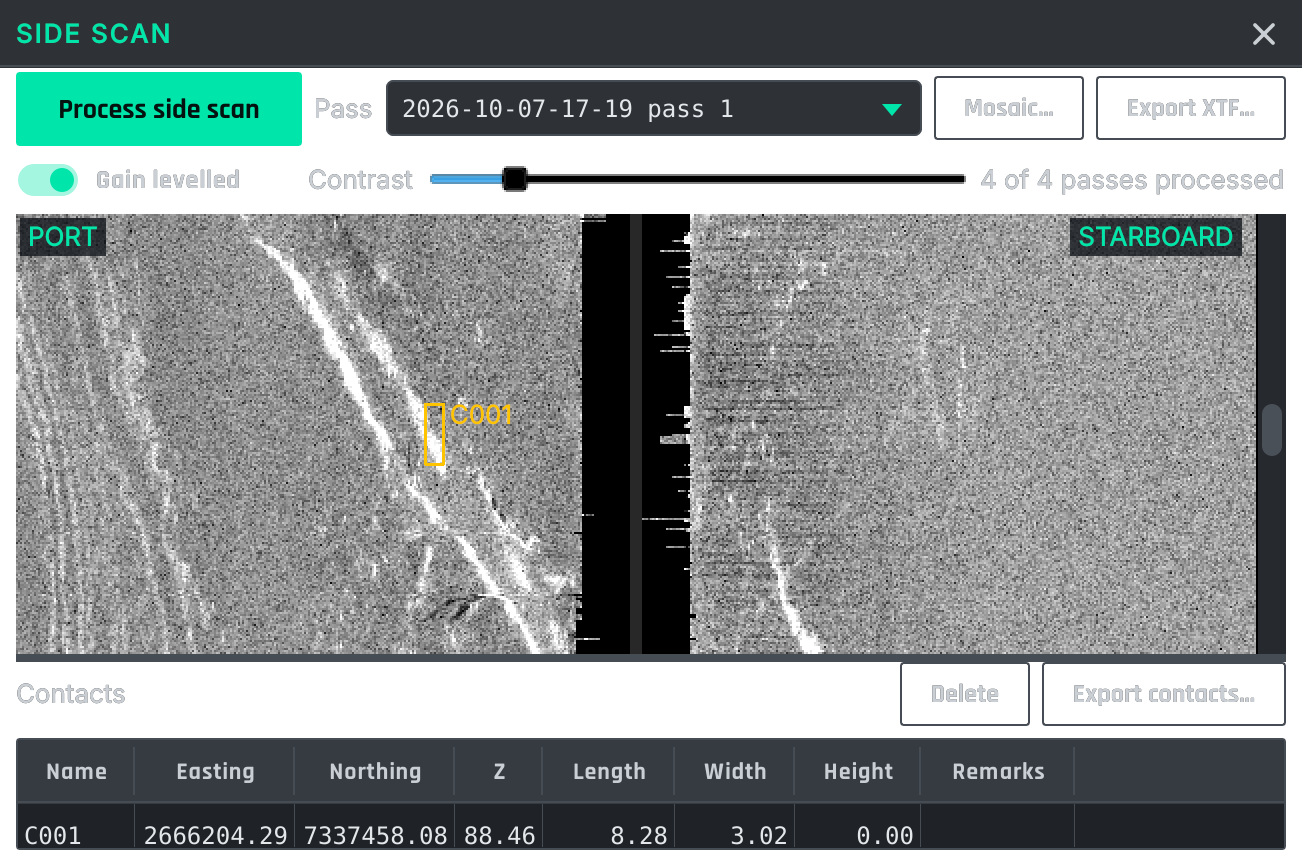 SIDE SCAN
Process side scan Pass 2026-10-07-17-19 pass 1 Mosaic... Export XTF...
Gain levelled Contrast 4 of 4 passes processed
PORT STARBOARD
C001
Contacts Delete Export contacts...
Name Easting Northing Z Length Width Height Remarks
C001 2666204.29 7337458.08 88.46 8.28 3.02 0.00